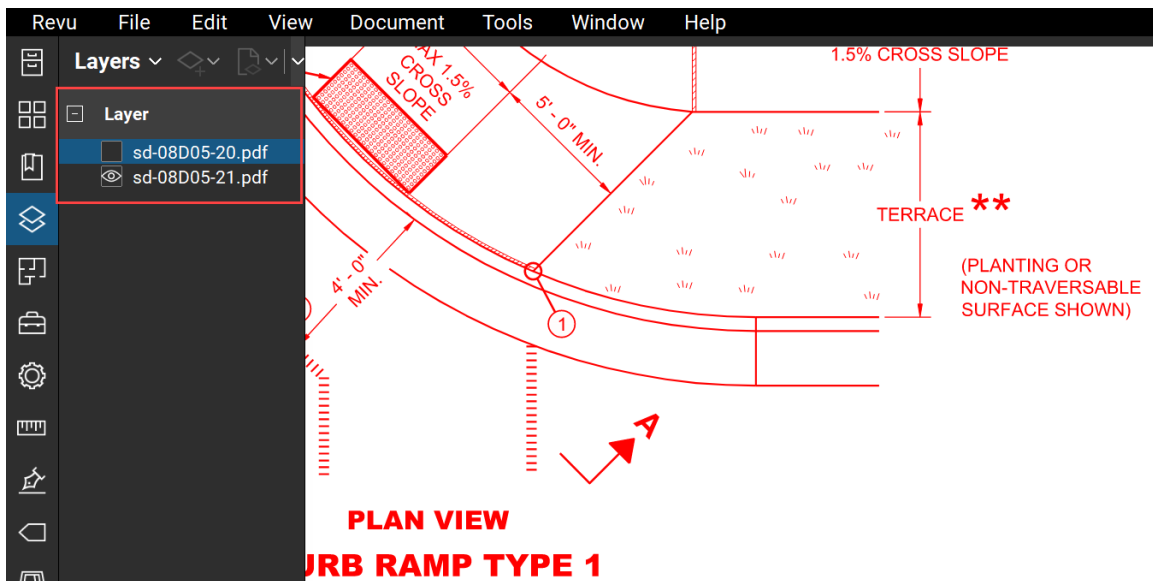 Revu File Edit View Document Tools Window Help
Layers
Layer
sd-08D05-20.pdf
sd-08D05-21.pdf
1.5%
CROSS
SLOPE
5' - 0" MIN.
1.5% CROSS SLOPE
TERRACE **
(PLANTING OR
NON-TRAVERSABLE
SURFACE SHOWN)
4' - 0"
MIN.
1
A
PLAN VIEW
RAMP TYPE 1